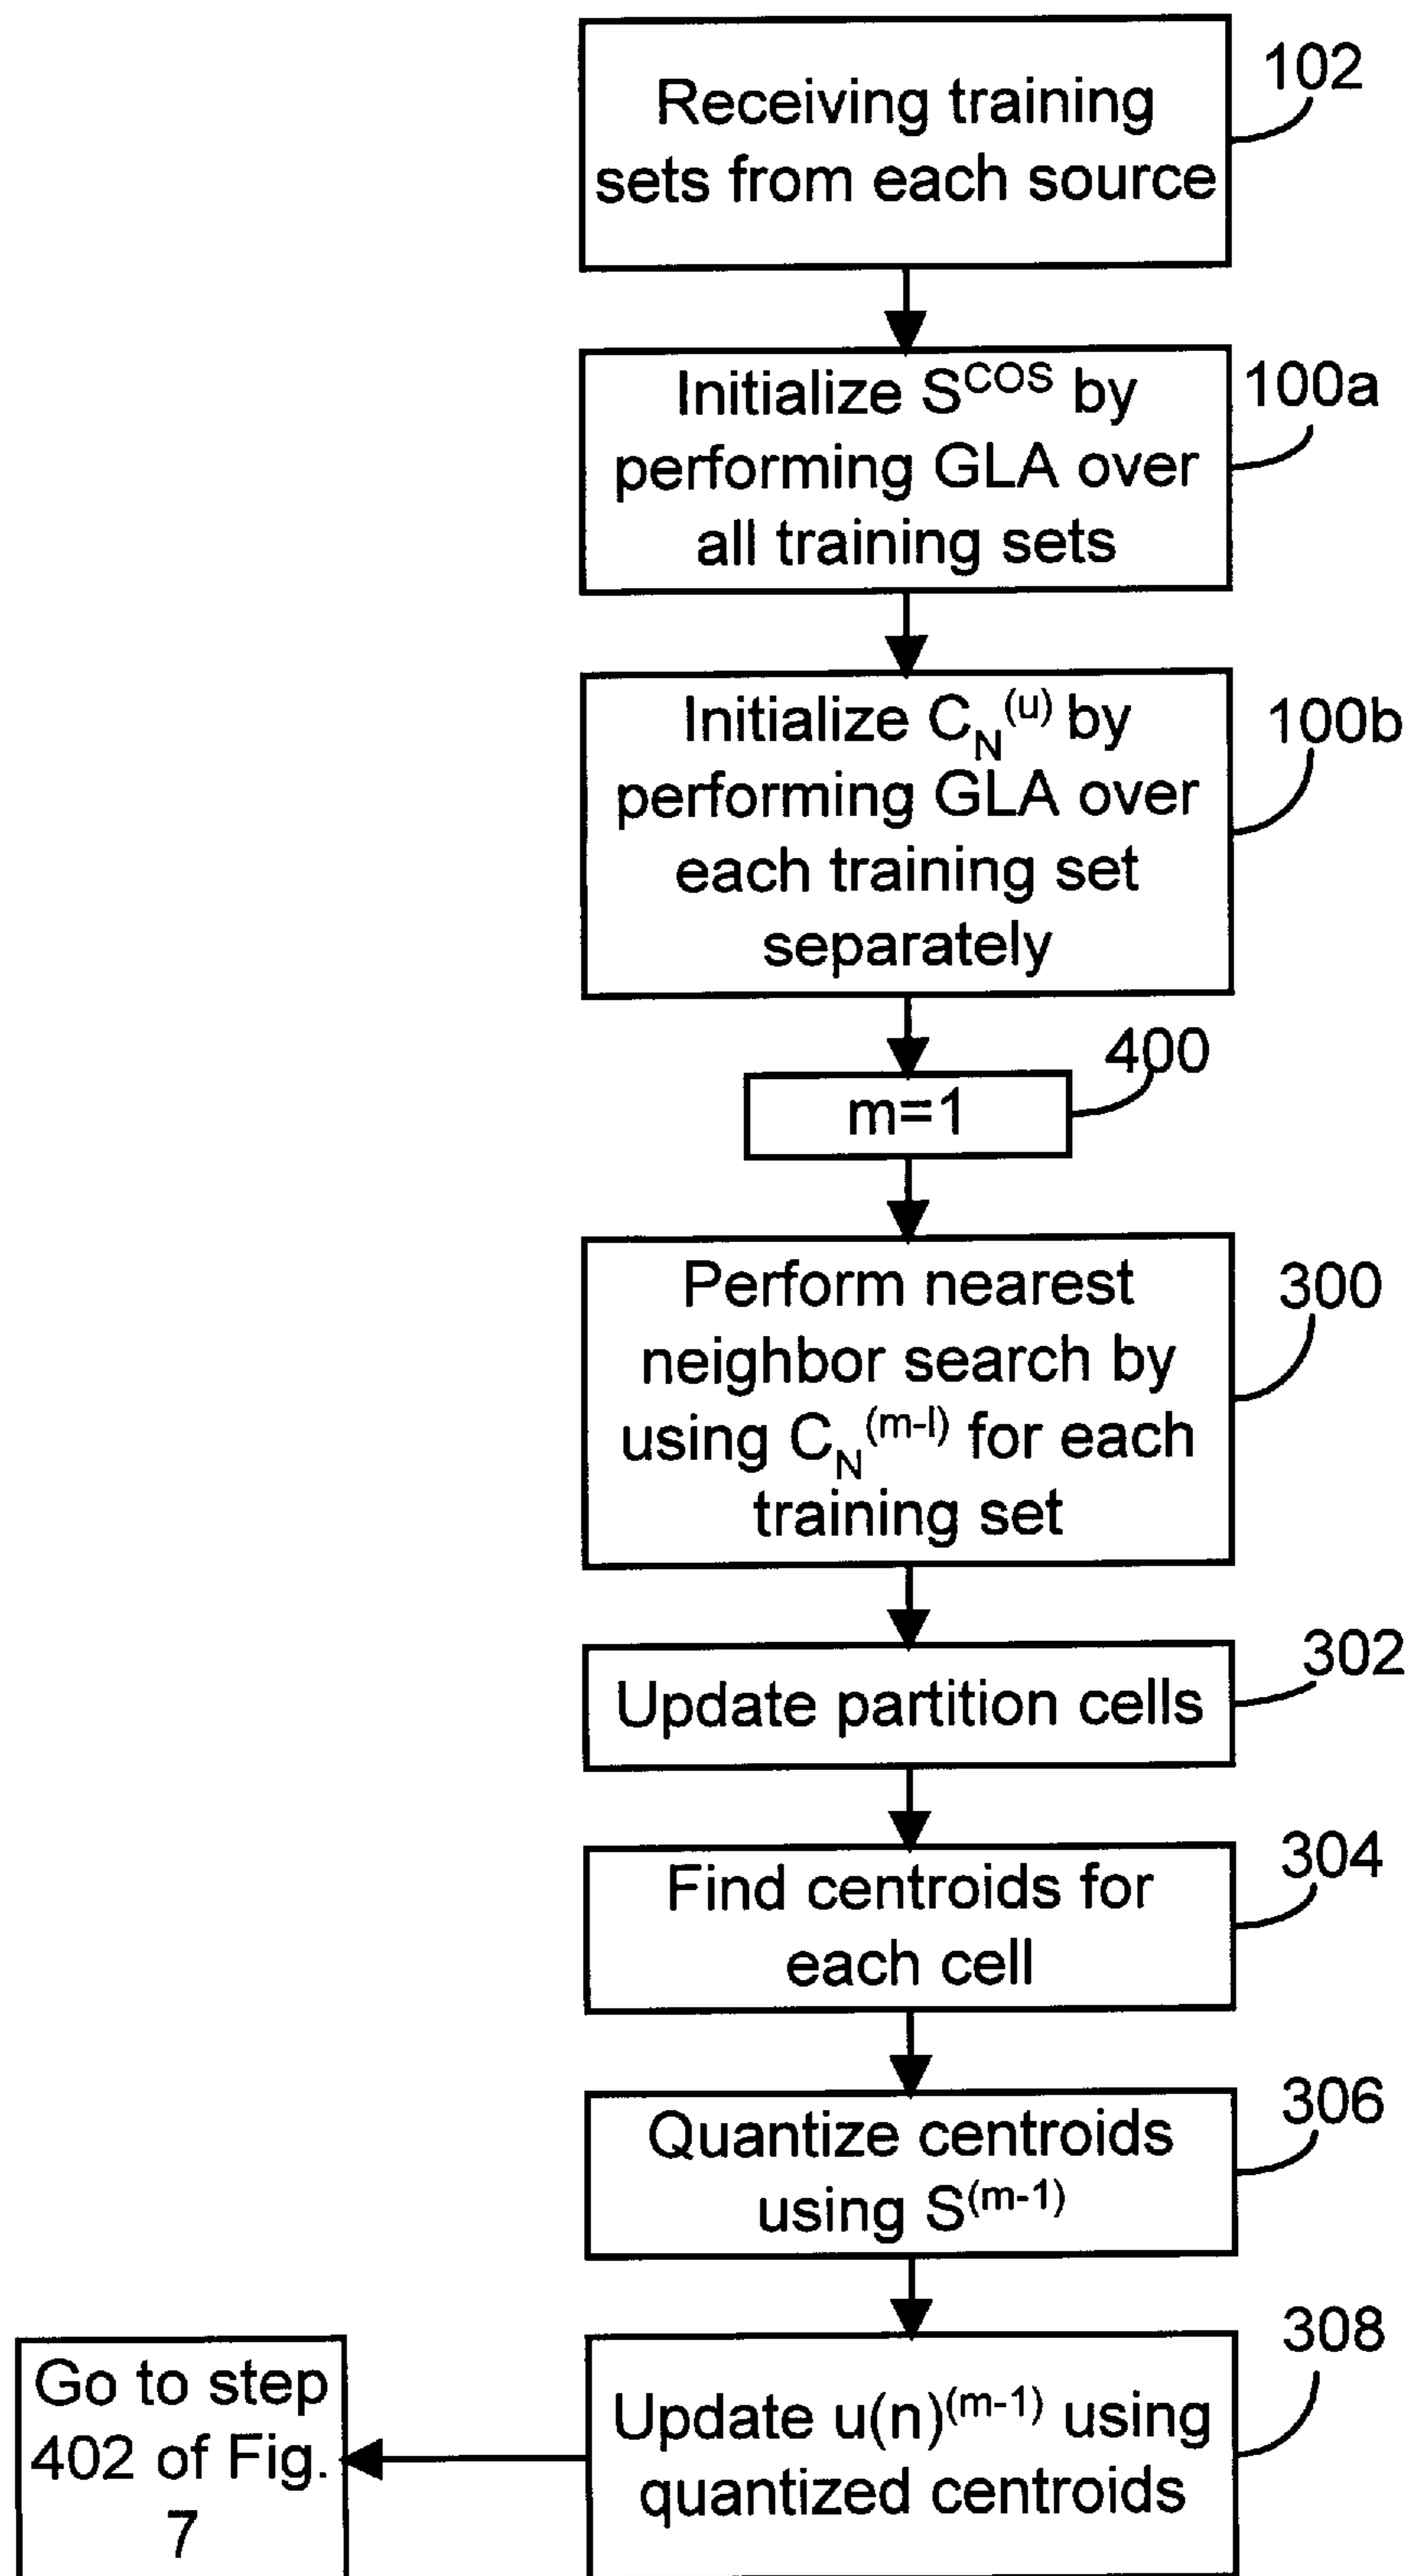 Receiving training
sets from each source
102
Initialize S^COS by
performing GLA over
all training sets
100a
Initialize C_N^(u) by
performing GLA over
each training set
separately
100b
m=1
400
Perform nearest
neighbor search by
using C_N^(m-l) for each
training set
300
Update partition cells
302
Find centroids for
each cell
304
Quantize centroids
using S^(m-1)
306
Update u(n)^(m-1) using
quantized centroids
308
Go to step
402 of Fig.
7